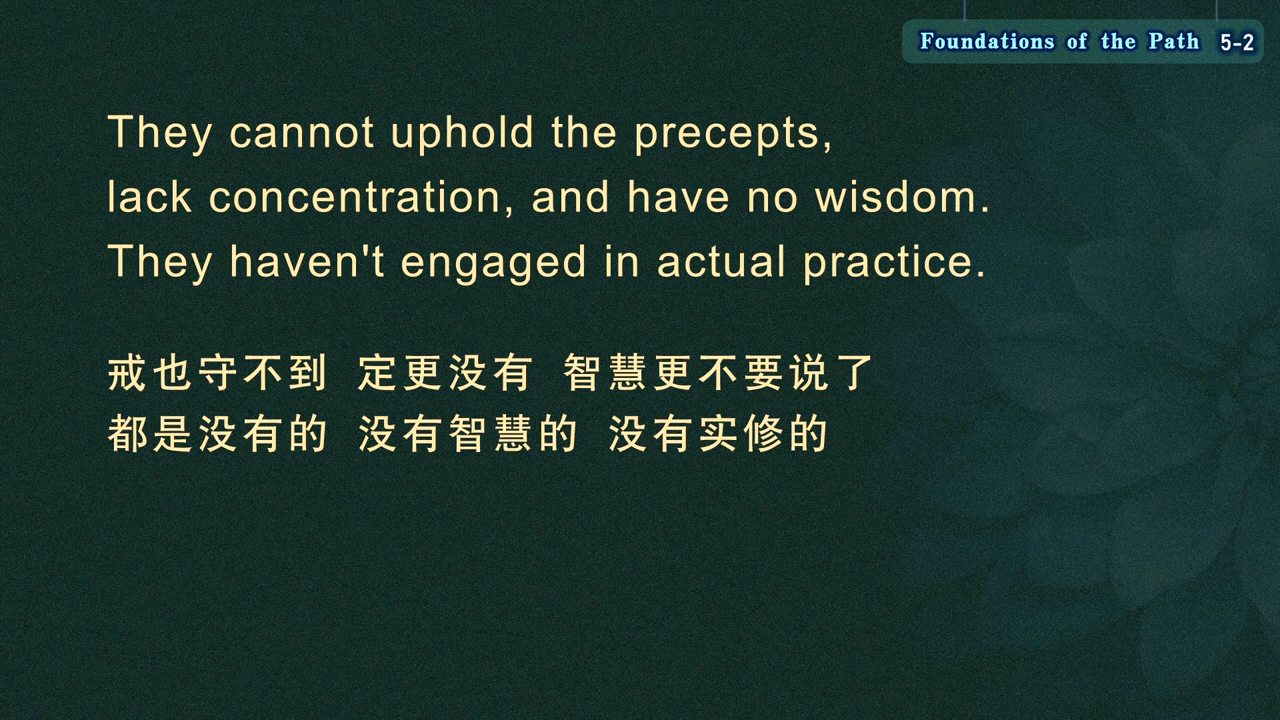 Foundations of the Path 5-2
They cannot uphold the precepts,
lack concentration, and have no wisdom.
They haven't engaged in actual practice.
戒也守不到 定更没有 智慧更不要说了
都是没有的 没有智慧的 没有实修的